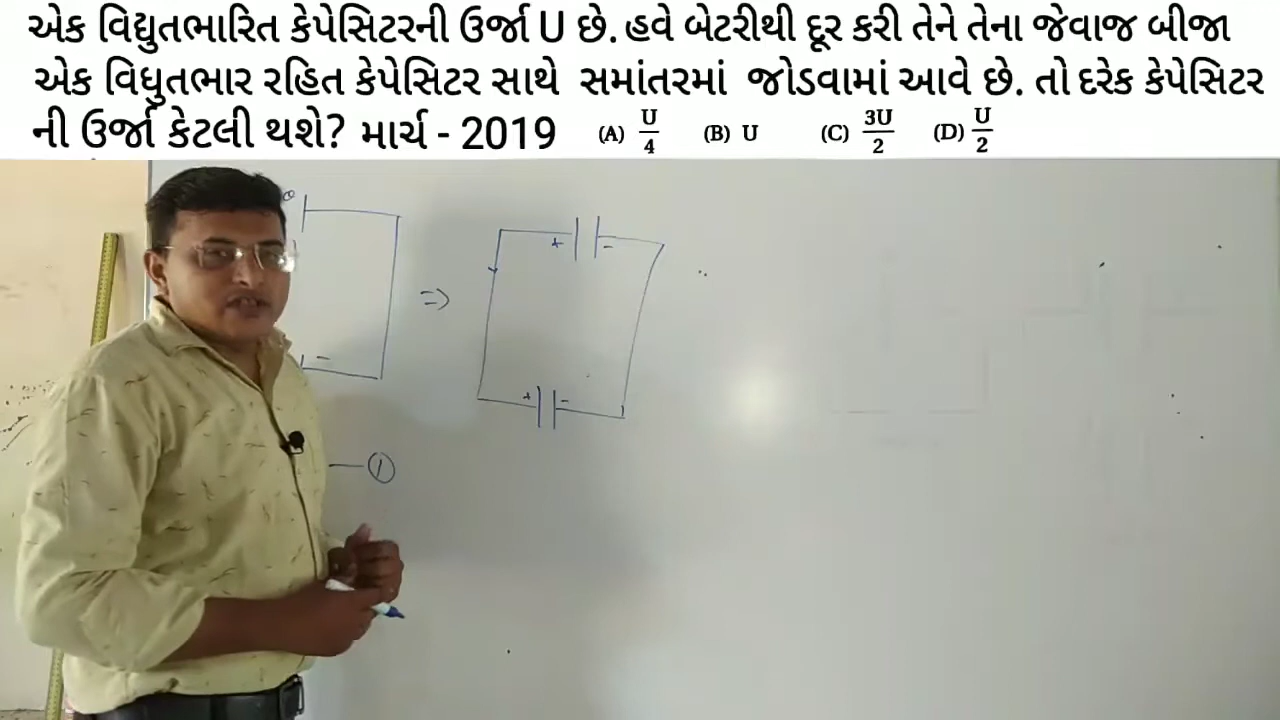 એક વિદ્યુતભારિત કેપેસિટરની ઉર્જા U છે. હવે બેટરીથી દૂર કરી તેને તેના જેવાજ બીજા
એક વિધુતભાર રહિત કેપેસિટર સાથે સમાંતરમાં જોડવામાં આવે છે. તો દરેક કેપેસિટર
ની ઉર્જા કેટલી થશે? માર્ચ - 2019 (A) U/4 (B) U (C) 3U/2 (D) U/2
+ -
⇒
-
+ -
— ①